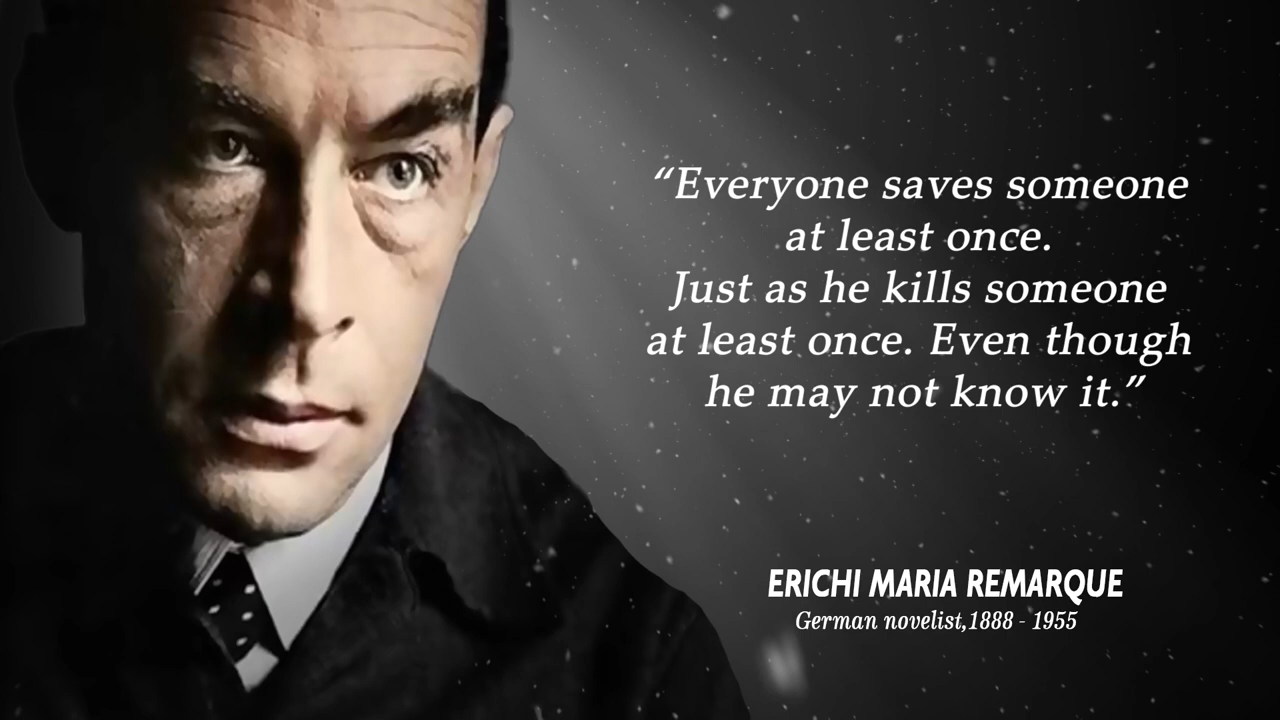 “Everyone saves someone
at least once.
Just as he kills someone
at least once. Even though
he may not know it.”
ERICHI MARIA REMARQUE
German novelist,1888 - 1955